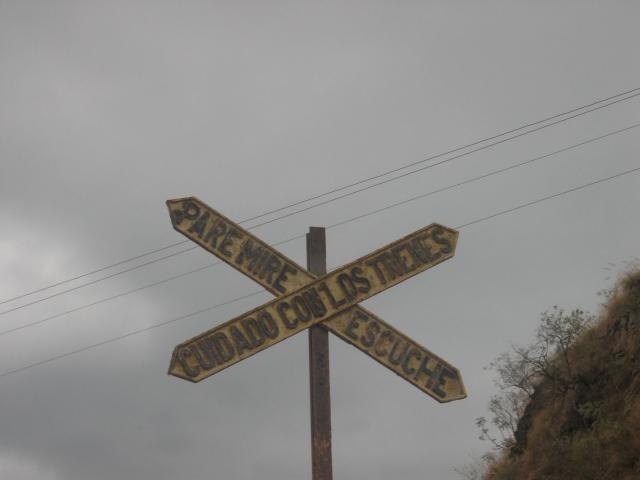 PARE MIRE ESCUCHE
CUIDADO CON LOS TRENES